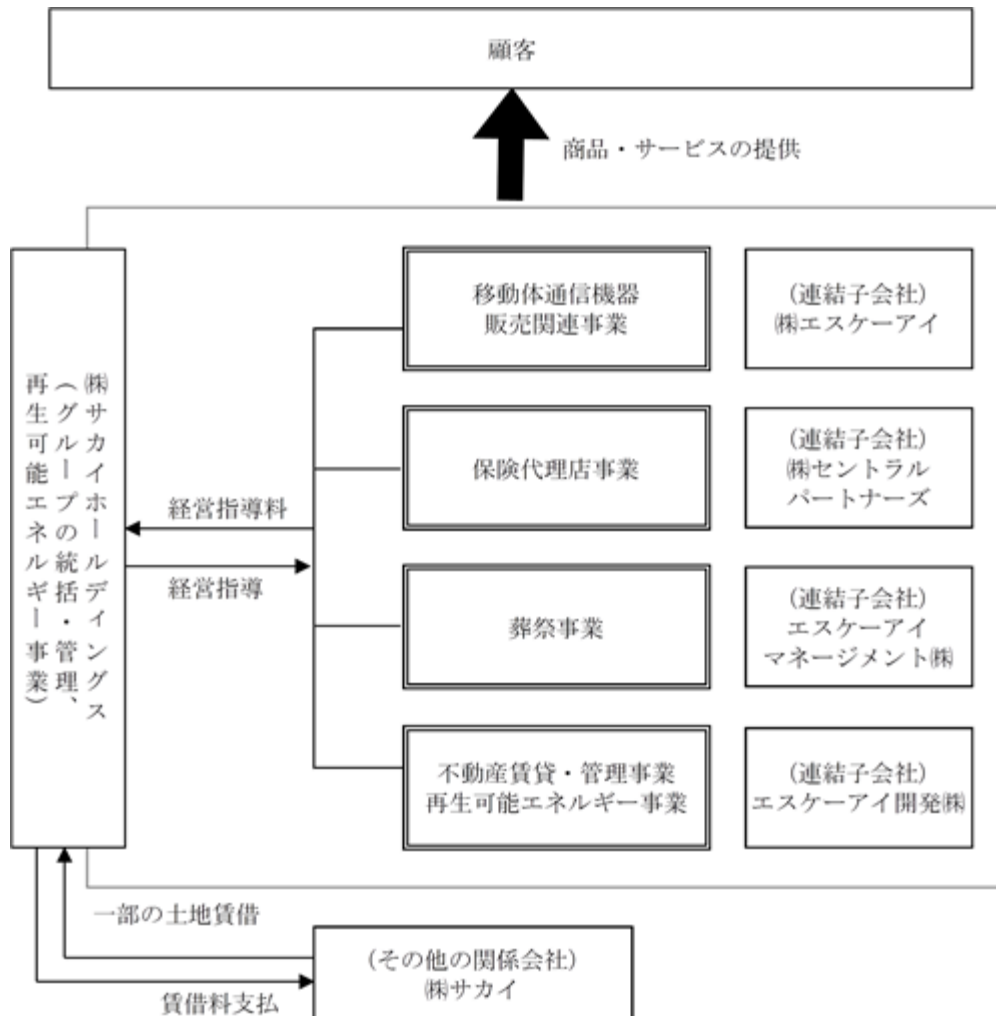 顧客
商品・サービスの提供
㈱サカイホールディングス
(グループの統括・管理、
再生可能エネルギー事業)
経営指導料
経営指導
移動体通信機器
販売関連事業
(連結子会社)
㈱エスケーアイ
保険代理店事業
(連結子会社)
㈱セントラル
パートナーズ
葬祭事業
(連結子会社)
エスケーアイ
マネージメント㈱
不動産賃貸・管理事業
再生可能エネルギー事業
(連結子会社)
エスケーアイ開発㈱
一部の土地賃借
賃借料支払
(その他の関係会社)
㈱サカイ